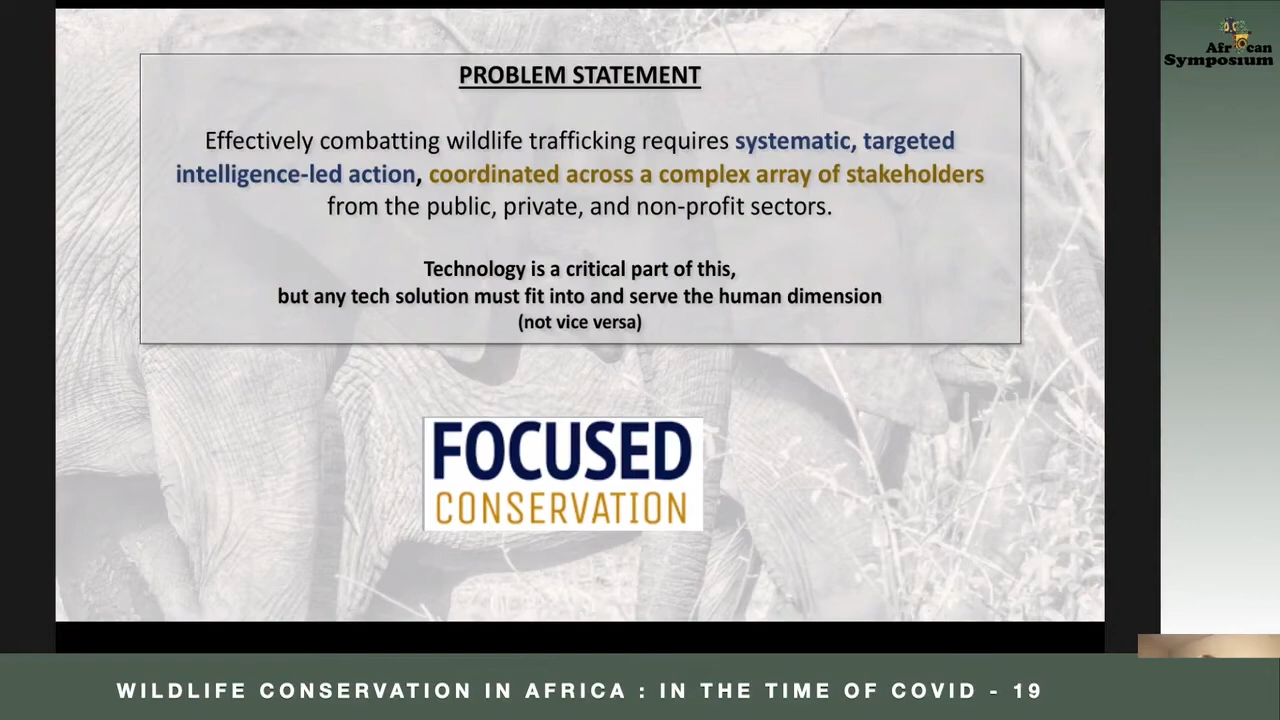 PROBLEM STATEMENT
Effectively combatting wildlife trafficking requires systematic, targeted
intelligence-led action, coordinated across a complex array of stakeholders
from the public, private, and non-profit sectors.
Technology is a critical part of this,
but any tech solution must fit into and serve the human dimension
(not vice versa)
FOCUSED
CONSERVATION
African
Symposium
WILDLIFE CONSERVATION IN AFRICA : IN THE TIME OF COVID - 19